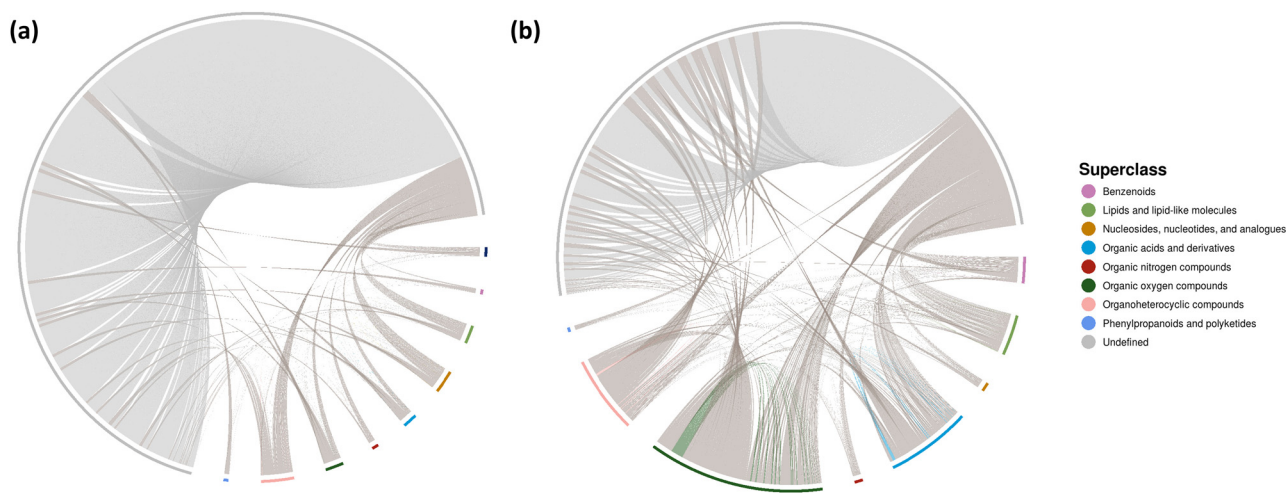 (a)
(b)
Superclass
Benzenoids
Lipids and lipid-like molecules
Nucleosides, nucleotides, and analogues
Organic acids and derivatives
Organic nitrogen compounds
Organic oxygen compounds
Organoheterocyclic compounds
Phenylpropanoids and polyketides
Undefined